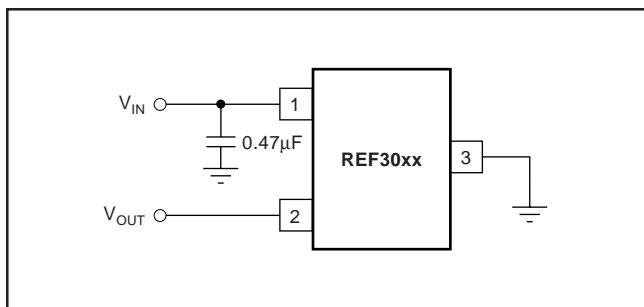 V_IN
1
0.47μF
REF30xx
3
V_OUT
2